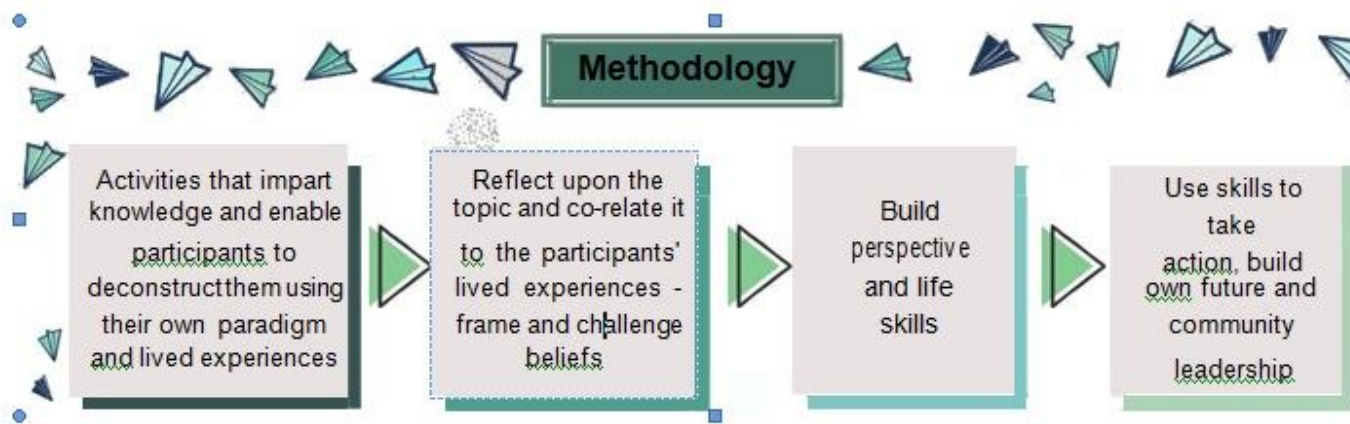 Methodology
Activities that impart
knowledge and enable
participants to
deconstructthemusing
their own paradigm
and lived experiences
Reflect upon the
topic and co-relate it
to the participants'
lived experiences -
frame and challenge
beliefs
Build
perspective
and life
skills
Use skills to
take
action, build
own future and
community
leadership